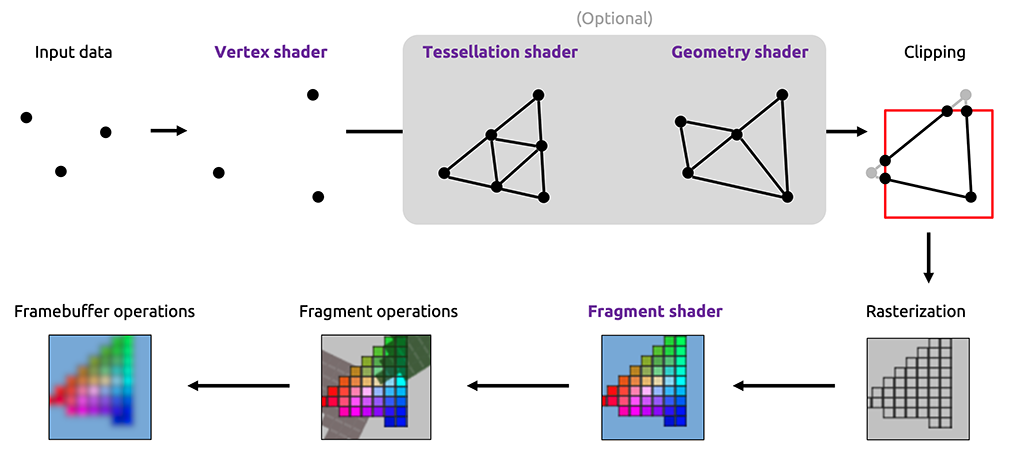 (Optional)
Input data
Vertex shader
Tessellation shader
Geometry shader
Clipping
Framebuffer operations
Fragment operations
Fragment shader
Rasterization